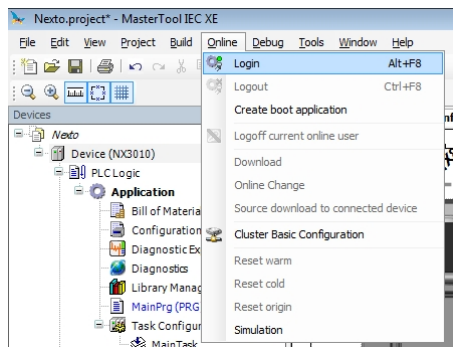 Nexto.project* - MasterTool IEC XE
File Edit View Project Build Online Debug Tools Window Help
Login Alt+F8
Logout Ctrl+F8
Create boot application
Logoff current online user
Download
Online Change
Source download to connected device
Cluster Basic Configuration
Reset warm
Reset cold
Reset origin
Simulation
Devices
Nexto
Device (NX3010)
PLC Logic
Application
Bill of Materia
Configuration
Diagnostic Ex
Diagnostics
Library Manag
MainPrg (PRG
Task Configur
MainTask